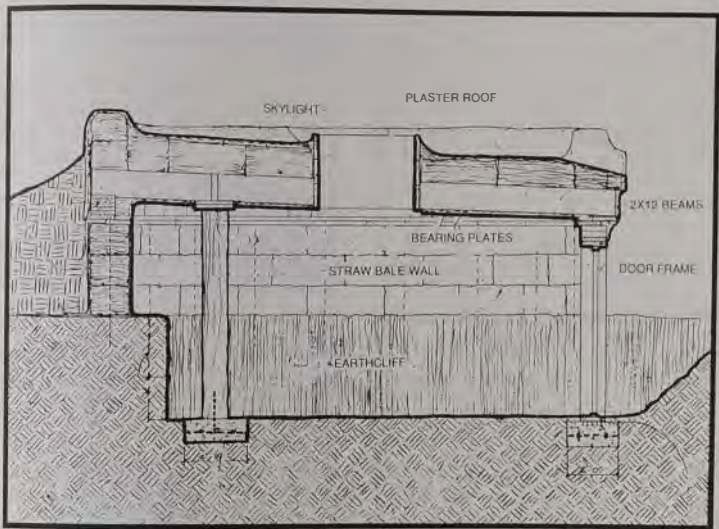 PLASTER ROOF
SKYLIGHT
2X12 BEAMS
BEARING PLATES
STRAW BALE WALL
DOOR FRAME
EARTHCLIFF